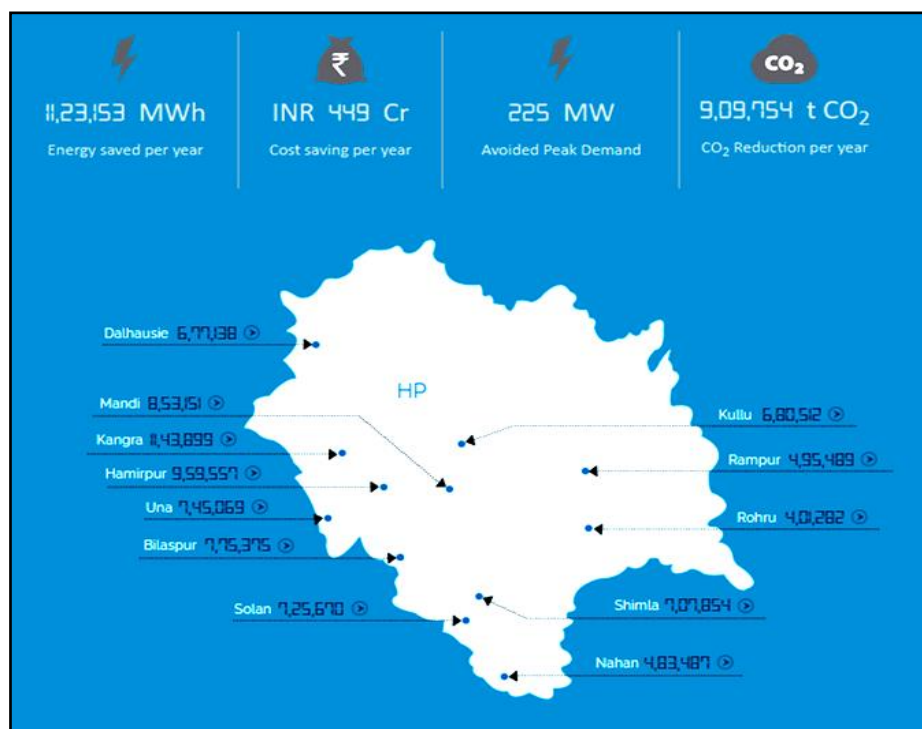 ₹
CO₂
11,23,153 MWh
INR 449 Cr
225 MW
9,09,754 t CO₂
Energy saved per year
Cost saving per year
Avoided Peak Demand
CO₂ Reduction per year
Dalhausie 6,77,138
HP
Mandi 8,53,151
Kullu 6,80,512
Kangra 11,43,899
Rampur 4,95,489
Hamirpur 9,59,557
Una 7,45,069
Rohru 4,01,282
Bilaspur 7,75,375
Solan 7,25,670
Shimla 7,07,854
Nahan 4,83,487